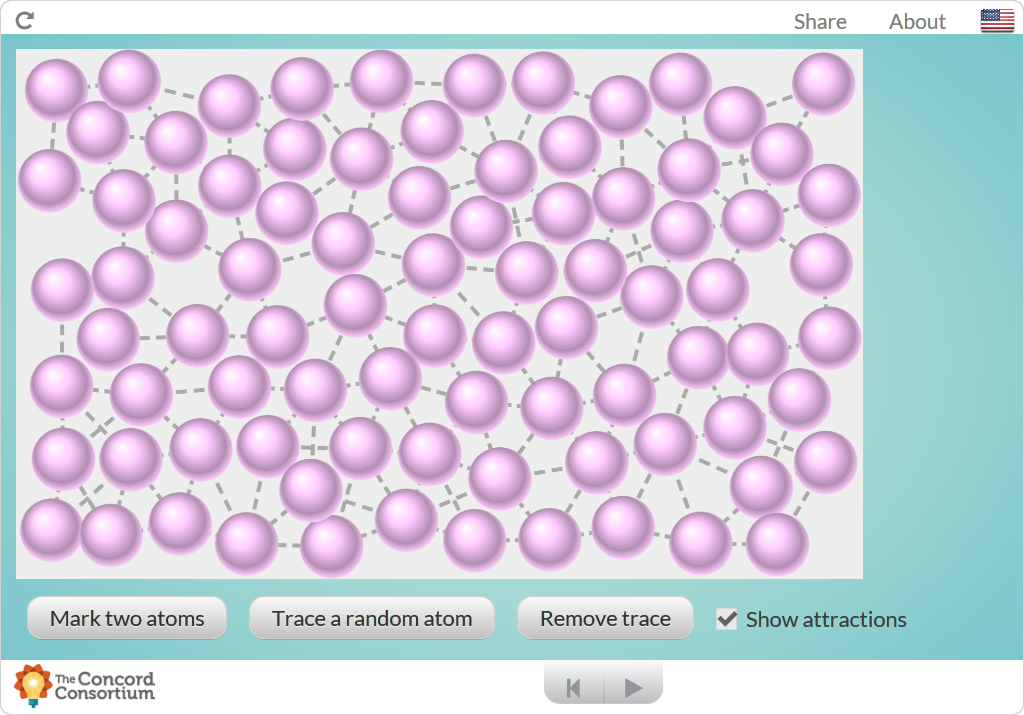 Share About
Mark two atoms Trace a random atom Remove trace Show attractions
The Concord
Consortium